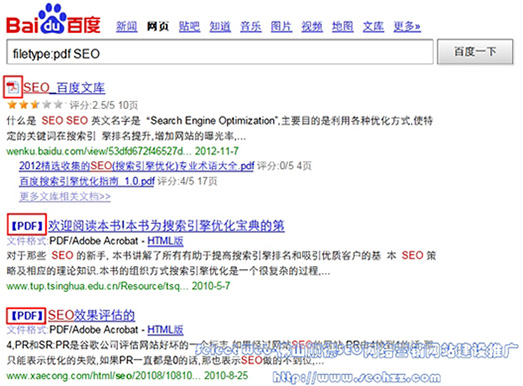 Bai du 百度
新闻 网页 贴吧 知道 音乐 图片 视频 地图 文库 更多»
filetype:pdf SEO 百度一下
SEO_百度文库
评分:2.5/5 10页
什么是 SEO SEO 英文名字是 “Search Engine Optimization”,主要目的是利用各种优化方式,使特
定的关键词在搜索引 擎排名提升,增加网站的曝光率,...
wenku.baidu.com/view/53dfd672f46527d... 2012-11-7
2012精选收集的SEO(搜索引擎优化)专业术语大全.pdf 评分:0/5 4页
百度搜索引擎优化指南_1.0.pdf 评分:4/5 17页
更多文库相关文档>>
【PDF】欢迎阅读本书!本书为搜索引擎优化宝典的第
文件格式:PDF/Adobe Acrobat - HTML版
对于那些 SEO 的新手, 本书讲解了所有有助于提高搜索引擎排名和吸引优质客户的基 本 SEO 策
略及相应的理论知识.本书的组织方式搜索引擎优化是一个很复杂的过程,...
www.tup.tsinghua.edu.cn/Resource/tsq... 2010-5-7
【PDF】SEO效果评估的
文件格式:PDF/Adobe Acrobat - HTML版
4,PR和SR:PR是谷歌公司评估网站好坏的一个标志,如果经过网站SEO的网站,PR由4掉到4的话,那
只能表示优化的失败,如果PR一直都是0的话,那也表示SEO做的不到位,...
www.xaecong.com/html/seo/20108/10810... 2010-8-25
SEO网络营销网站建设推广
http://www.seohzz.com